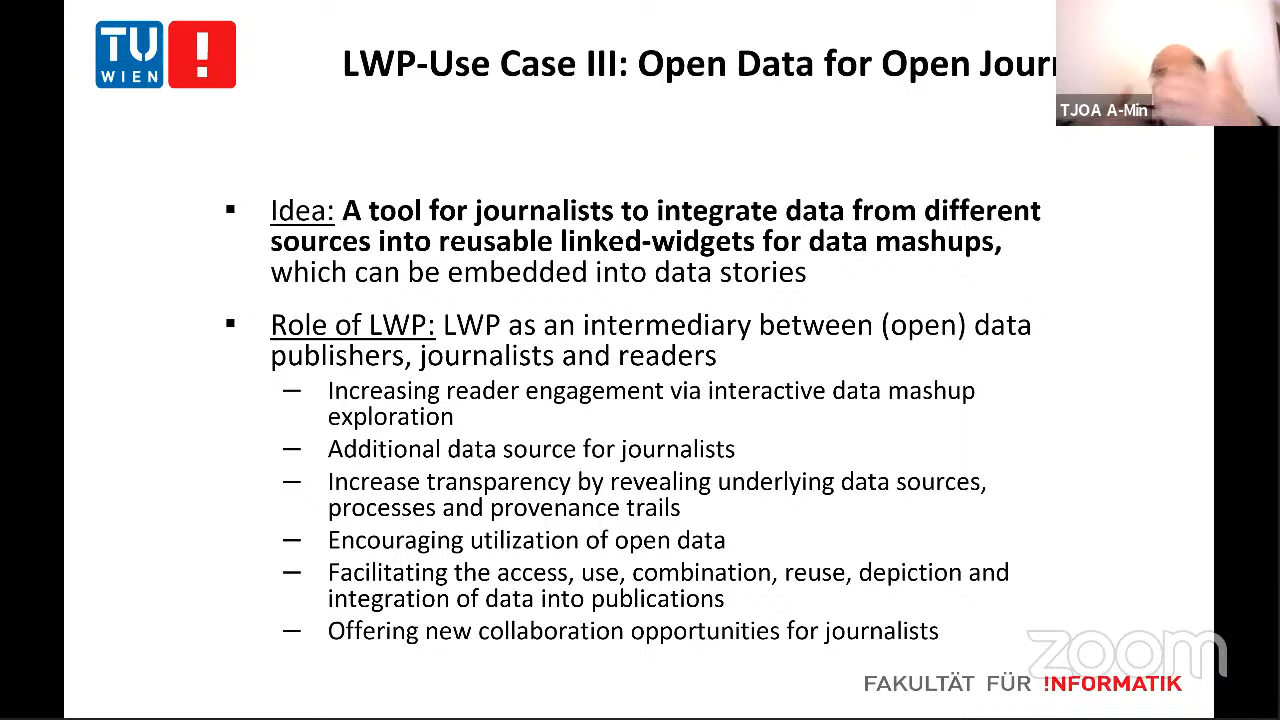 TU
WIEN
!
LWP-Use Case III: Open Data for Open Jour
TJOA A-Min
▪ Idea: A tool for journalists to integrate data from different
sources into reusable linked-widgets for data mashups,
which can be embedded into data stories
▪ Role of LWP: LWP as an intermediary between (open) data
publishers, journalists and readers
— Increasing reader engagement via interactive data mashup
exploration
— Additional data source for journalists
— Increase transparency by revealing underlying data sources,
processes and provenance trails
— Encouraging utilization of open data
— Facilitating the access, use, combination, reuse, depiction and
integration of data into publications
— Offering new collaboration opportunities for journalists
zoom
FAKULTÄT FÜR !NFORMATIK